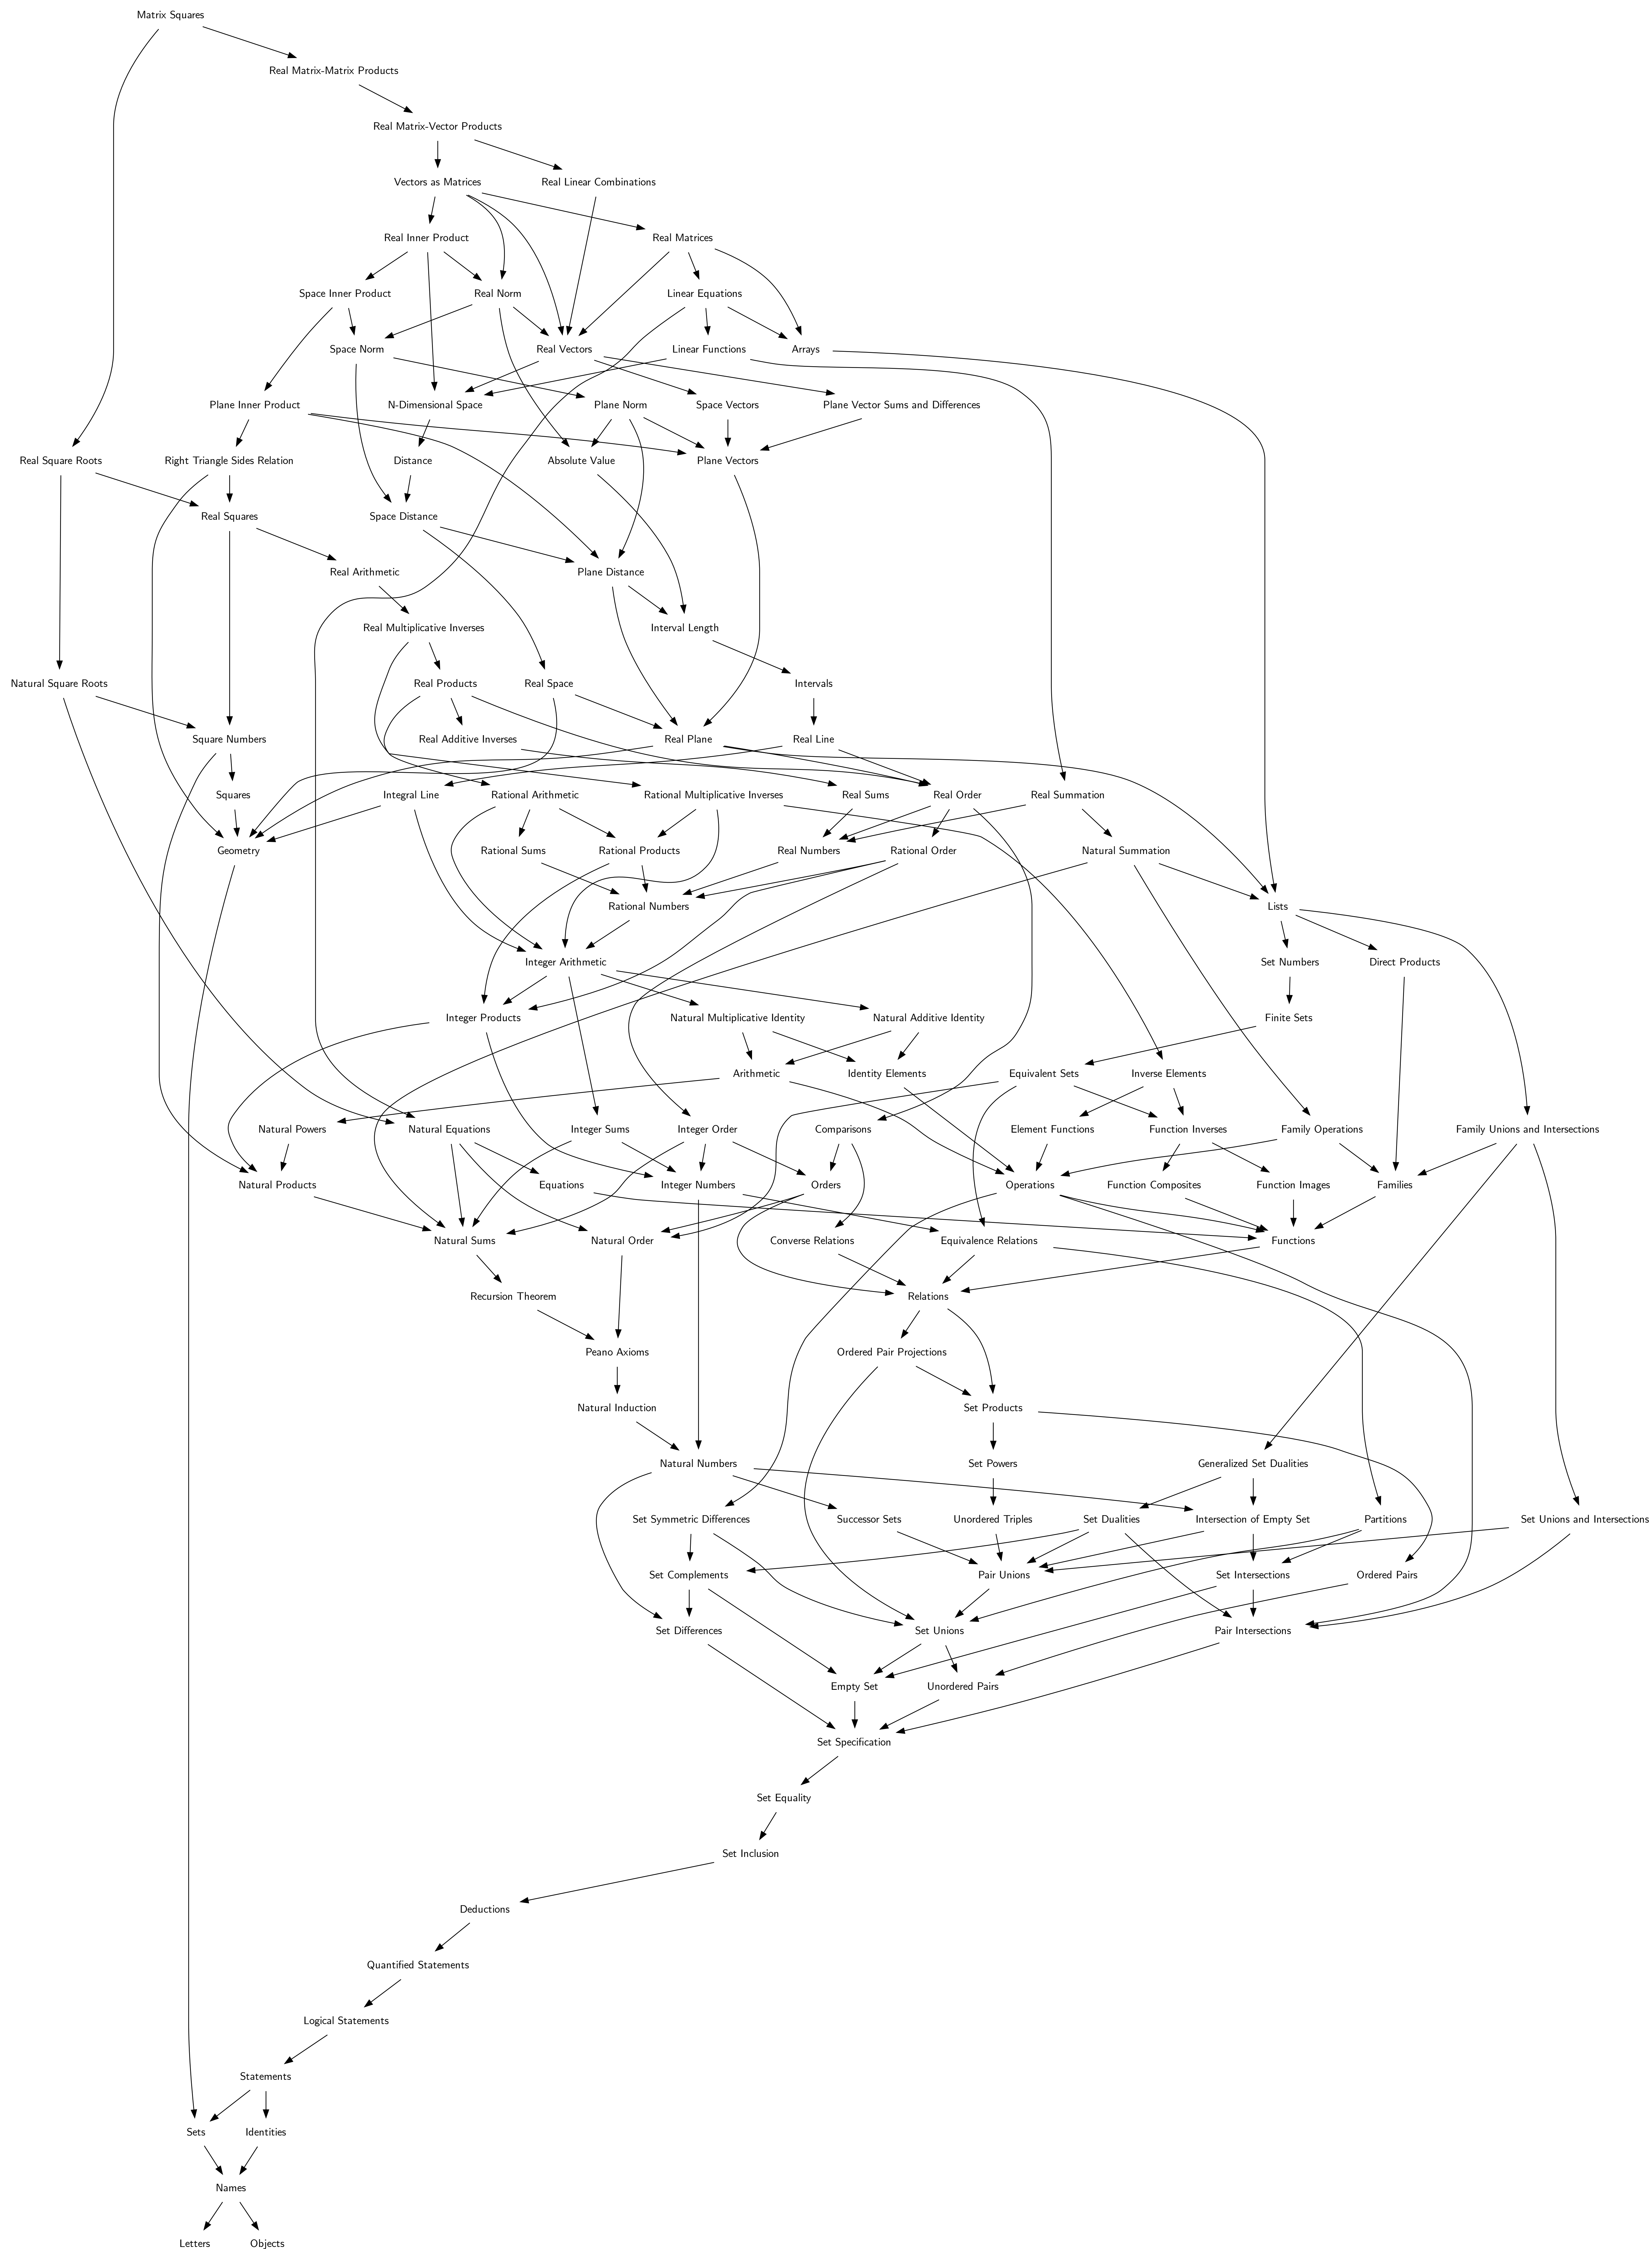 Matrix Squares
Real Matrix-Matrix Products
Real Matrix-Vector Products
Vectors as Matrices
Real Linear Combinations
Real Inner Product
Real Matrices
Space Inner Product
Real Norm
Linear Equations
Space Norm
Real Vectors
Linear Functions
Arrays
Plane Inner Product
N-Dimensional Space
Plane Norm
Space Vectors
Plane Vector Sums and Differences
Real Square Roots
Right Triangle Sides Relation
Distance
Absolute Value
Plane Vectors
Real Squares
Space Distance
Real Arithmetic
Plane Distance
Real Multiplicative Inverses
Interval Length
Natural Square Roots
Real Products
Real Space
Intervals
Square Numbers
Real Additive Inverses
Real Plane
Real Line
Squares
Integral Line
Rational Arithmetic
Rational Multiplicative Inverses
Real Sums
Real Order
Real Summation
Geometry
Rational Sums
Rational Products
Real Numbers
Rational Order
Natural Summation
Rational Numbers
Lists
Integer Arithmetic
Set Numbers
Direct Products
Integer Products
Natural Multiplicative Identity
Natural Additive Identity
Finite Sets
Arithmetic
Identity Elements
Equivalent Sets
Inverse Elements
Natural Powers
Natural Equations
Integer Sums
Integer Order
Comparisons
Element Functions
Function Inverses
Family Operations
Family Unions and Intersections
Natural Products
Equations
Integer Numbers
Orders
Operations
Function Composites
Function Images
Families
Natural Sums
Natural Order
Converse Relations
Equivalence Relations
Functions
Recursion Theorem
Relations
Peano Axioms
Ordered Pair Projections
Natural Induction
Set Products
Natural Numbers
Set Powers
Generalized Set Dualities
Set Symmetric Differences
Successor Sets
Unordered Triples
Set Dualities
Intersection of Empty Set
Partitions
Set Unions and Intersections
Set Complements
Pair Unions
Set Intersections
Ordered Pairs
Set Differences
Set Unions
Pair Intersections
Empty Set
Unordered Pairs
Set Specification
Set Equality
Set Inclusion
Deductions
Quantified Statements
Logical Statements
Statements
Sets
Identities
Names
Letters
Objects